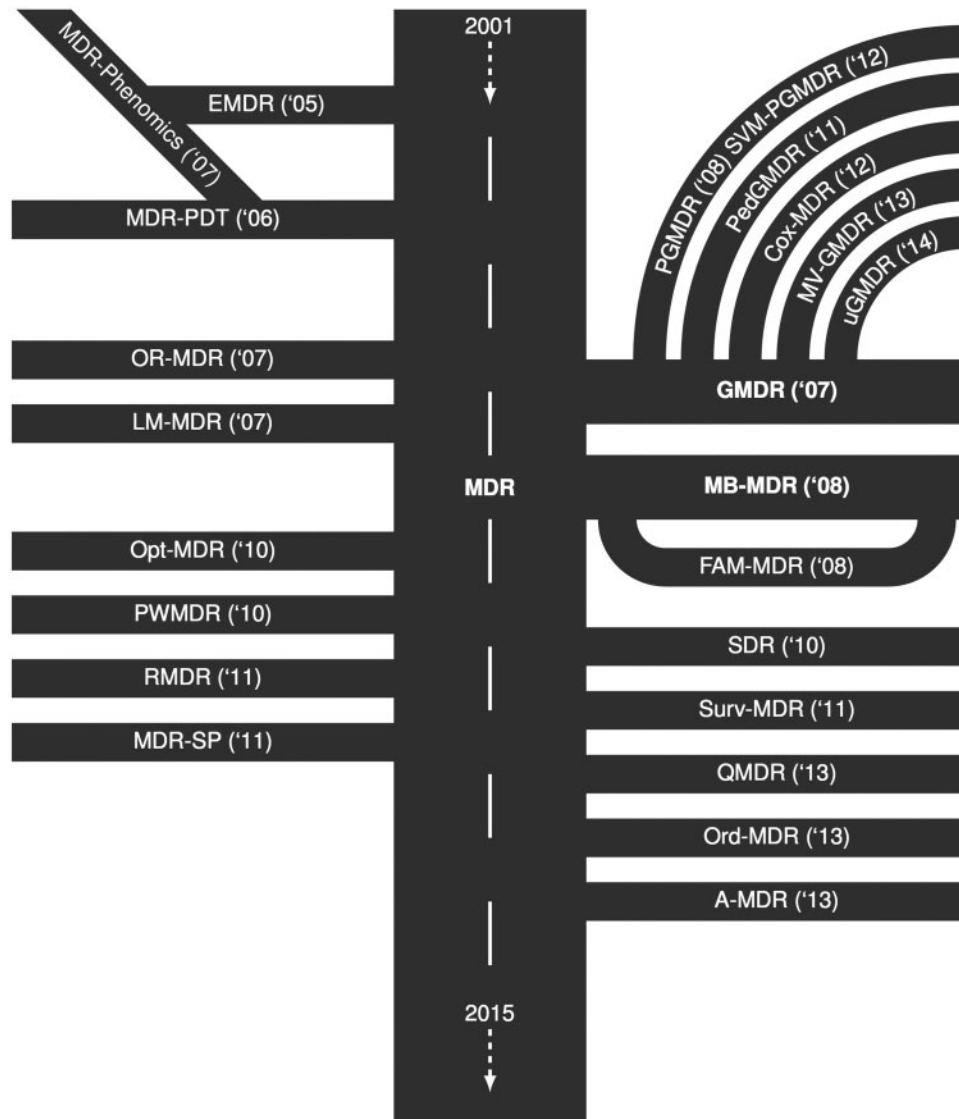 2001
MDR-Phenomics (‘07)
EMDR (‘05)
MDR-PDT (‘06)
OR-MDR (‘07)
LM-MDR (‘07)
Opt-MDR (‘10)
PWMDR (‘10)
RMDR (‘11)
MDR-SP (‘11)
MDR
2015
PGMDR (‘08) SVM-PGMDR (‘12)
PedGMDR (‘11)
Cox-MDR (‘12)
MV-GMDR (‘13)
uGMDR (‘14)
GMDR (‘07)
MB-MDR (‘08)
FAM-MDR (‘08)
SDR (‘10)
Surv-MDR (‘11)
QMDR (‘13)
Ord-MDR (‘13)
A-MDR (‘13)